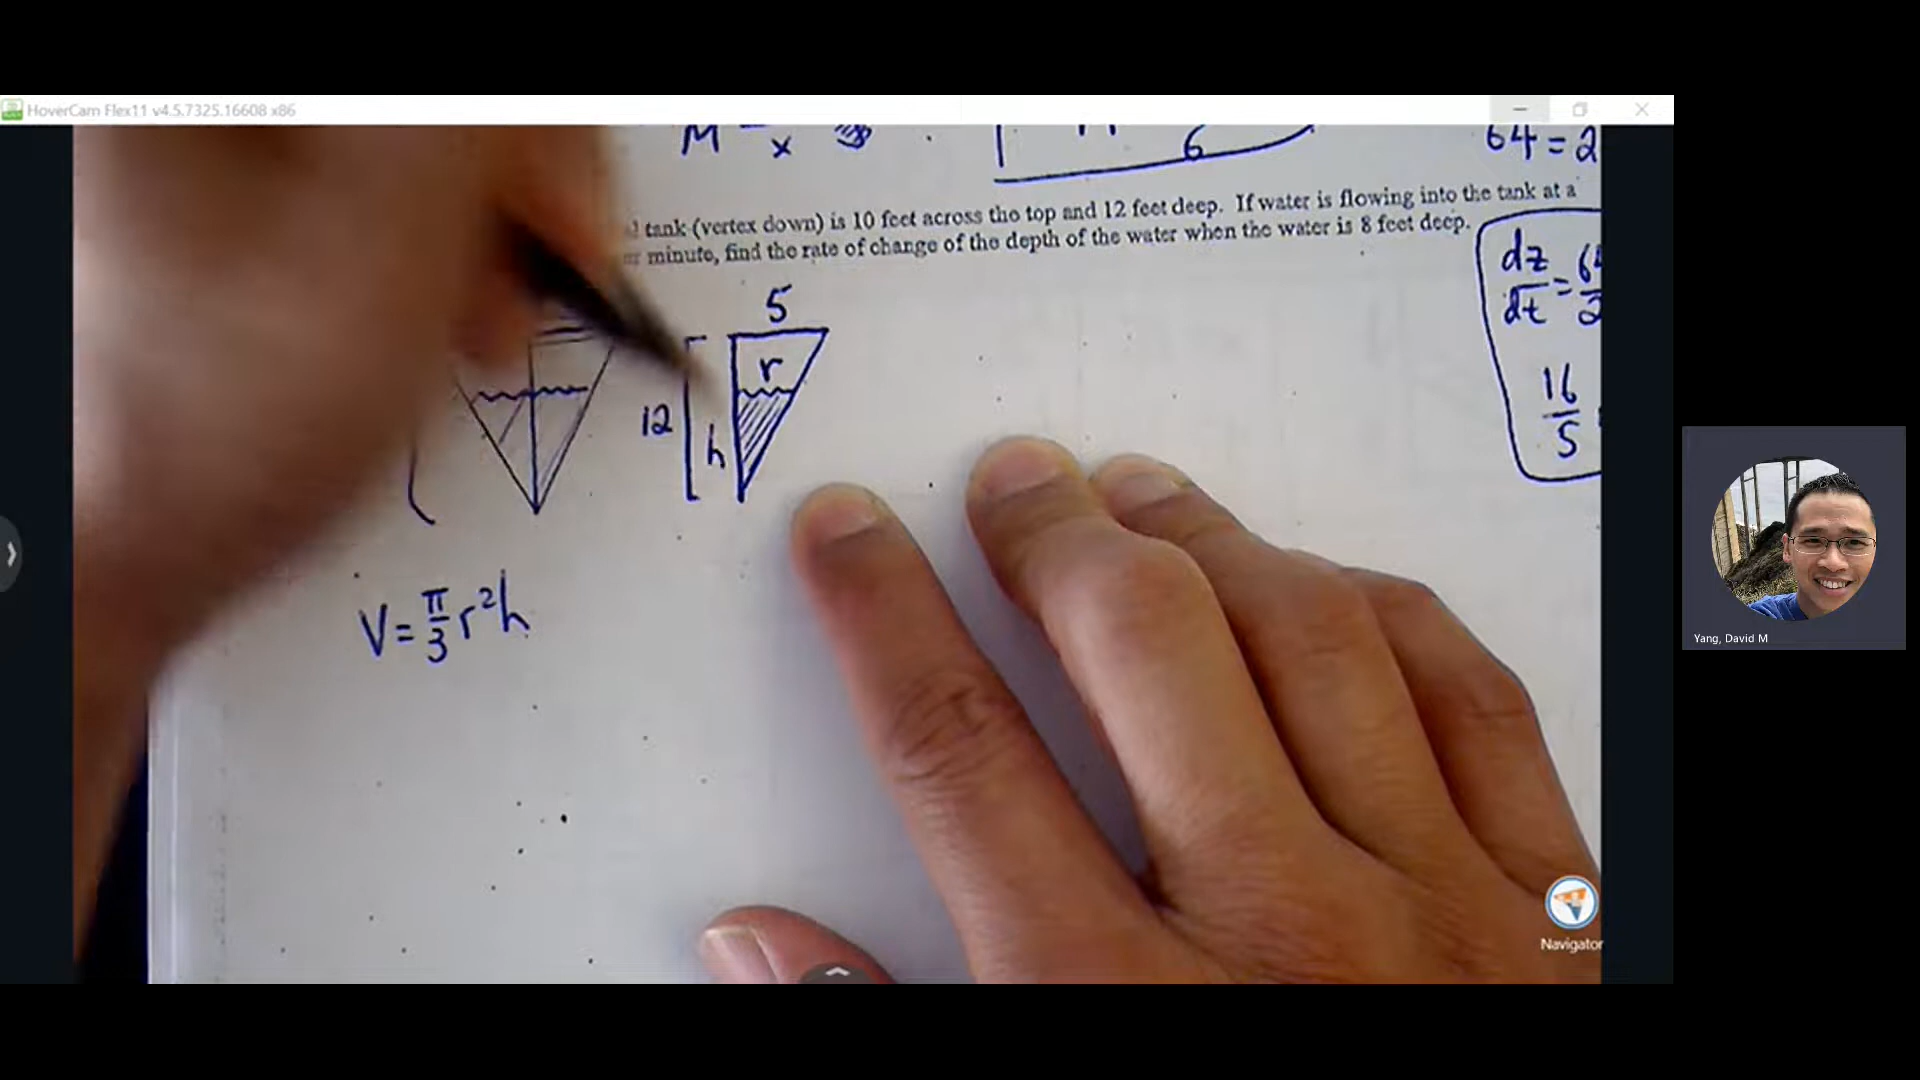 HoverCam Flex11 v4.5.7325.16608 x86
M x
6
64 = 2
tank (vertex down) is 10 feet across the top and 12 feet deep. If water is flowing into the tank at a
minute, find the rate of change of the depth of the water when the water is 8 feet deep.
dz/dt = 64/2
16/5
5
r
12
h
V = π/3 r²h
Yang, David M
Navigator